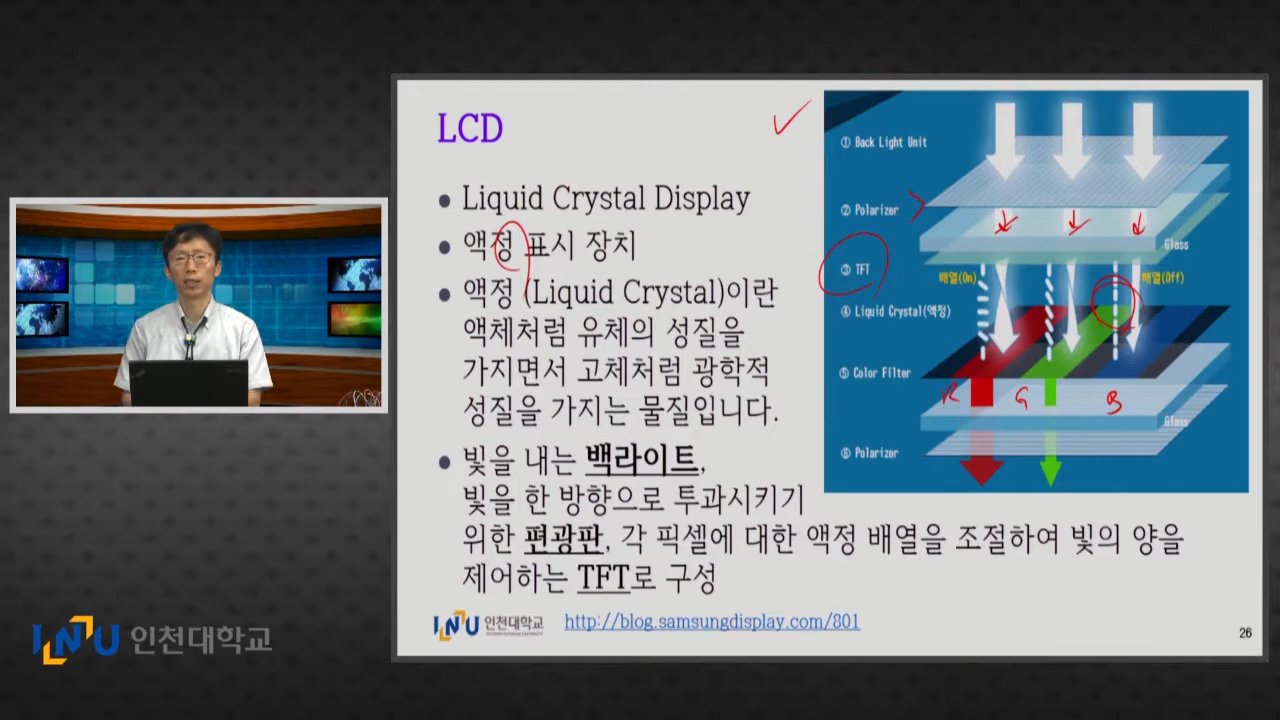 LCD
• Liquid Crystal Display
• 액정 표시 장치
• 액정 (Liquid Crystal)이란
액체처럼 유체의 성질을
가지면서 고체처럼 광학적
성질을 가지는 물질입니다.
• 빛을 내는 백라이트,
빛을 한 방향으로 투과시키기
위한 편광판, 각 픽셀에 대한 액정 배열을 조절하여 빛의 양을
제어하는 TFT로 구성
① Back Light Unit
② Polarizer
Glass
③ TFT
배열(On)
배열(Off)
④ Liquid Crystal(액정)
⑤ Color Filter
R G B
Glass
⑥ Polarizer
INU 인천대학교
http://blog.samsungdisplay.com/801
26
INU 인천대학교